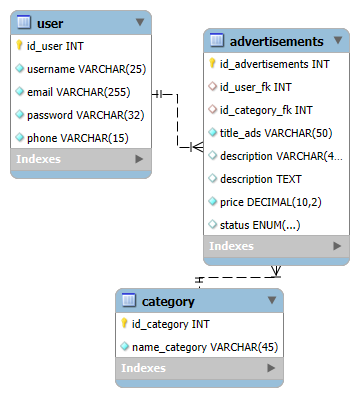 user
id_user INT
username VARCHAR(25)
email VARCHAR(255)
password VARCHAR(32)
phone VARCHAR(15)
Indexes
advertisements
id_advertisements INT
id_user_fk INT
id_category_fk INT
title_ads VARCHAR(50)
description VARCHAR(4...
description TEXT
price DECIMAL(10,2)
status ENUM(...)
Indexes
category
id_category INT
name_category VARCHAR(45)
Indexes